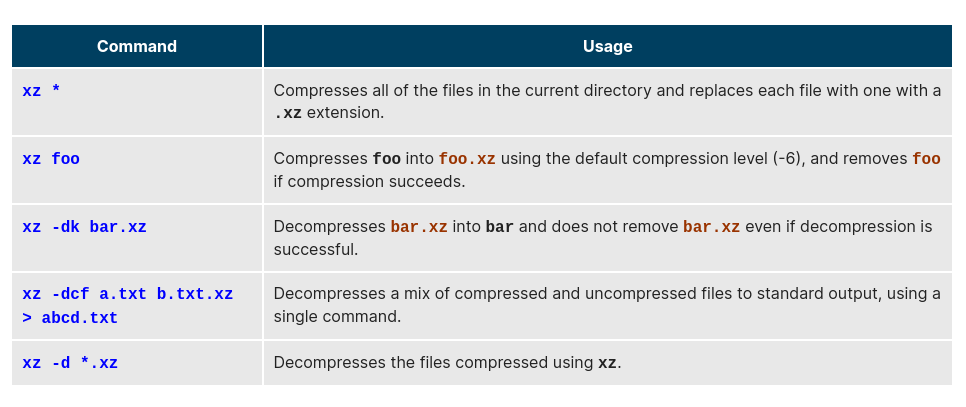 Command Usage
xz * Compresses all of the files in the current directory and replaces each file with one with a
.xz extension.
xz foo Compresses foo into foo.xz using the default compression level (-6), and removes foo
if compression succeeds.
xz -dk bar.xz Decompresses bar.xz into bar and does not remove bar.xz even if decompression is
successful.
xz -dcf a.txt b.txt.xz Decompresses a mix of compressed and uncompressed files to standard output, using a
> abcd.txt single command.
xz -d *.xz Decompresses the files compressed using xz.